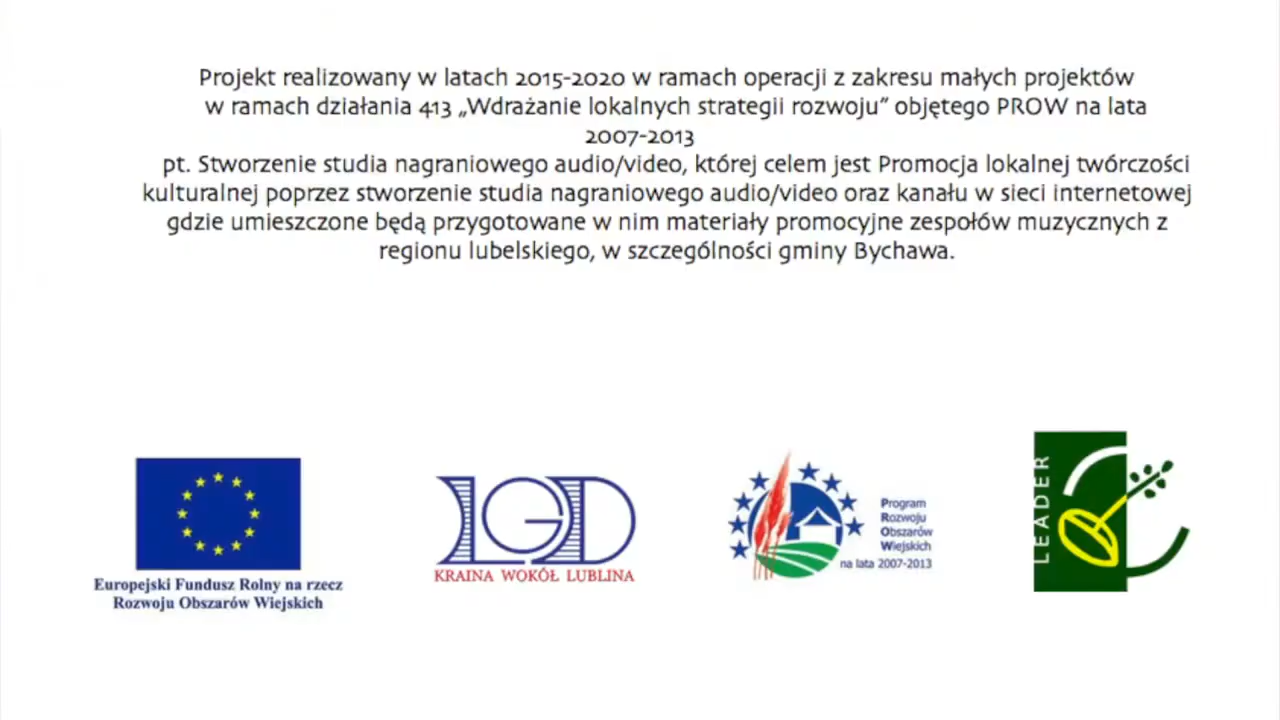 Projekt realizowany w latach 2015-2020 w ramach operacji z zakresu małych projektów
w ramach działania 413 „Wdrażanie lokalnych strategii rozwoju” objętego PROW na lata
2007-2013
pt. Stworzenie studia nagraniowego audio/video, której celem jest Promocja lokalnej twórczości
kulturalnej poprzez stworzenie studia nagraniowego audio/video oraz kanału w sieci internetowej
gdzie umieszczone będą przygotowane w nim materiały promocyjne zespołów muzycznych z
regionu lubelskiego, w szczególności gminy Bychawa.
Europejski Fundusz Rolny na rzecz
Rozwoju Obszarów Wiejskich
LGD
KRAINA WOKÓŁ LUBLINA
Program
Rozwoju
Obszarów
Wiejskich
na lata 2007-2013
LEADER